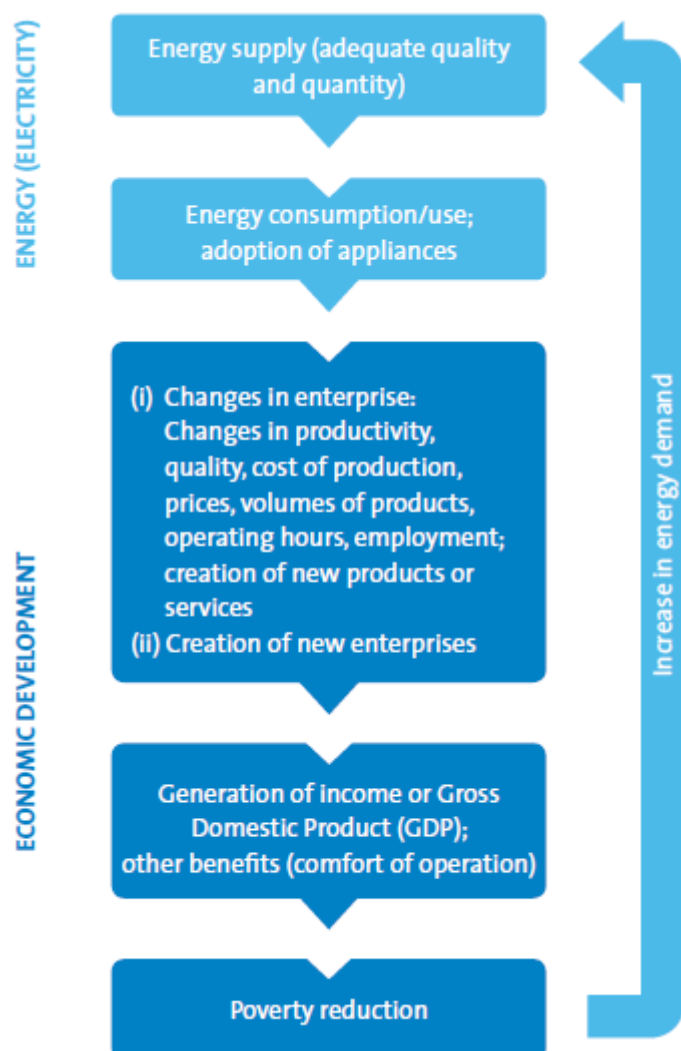 ENERGY (ELECTRICITY)
Energy supply (adequate quality
and quantity)
Energy consumption/use;
adoption of appliances
ECONOMIC DEVELOPMENT
(i) Changes in enterprise:
Changes in productivity,
quality, cost of production,
prices, volumes of products,
operating hours, employment;
creation of new products or
services
(ii) Creation of new enterprises
Generation of income or Gross
Domestic Product (GDP);
other benefits (comfort of operation)
Poverty reduction
Increase in energy demand